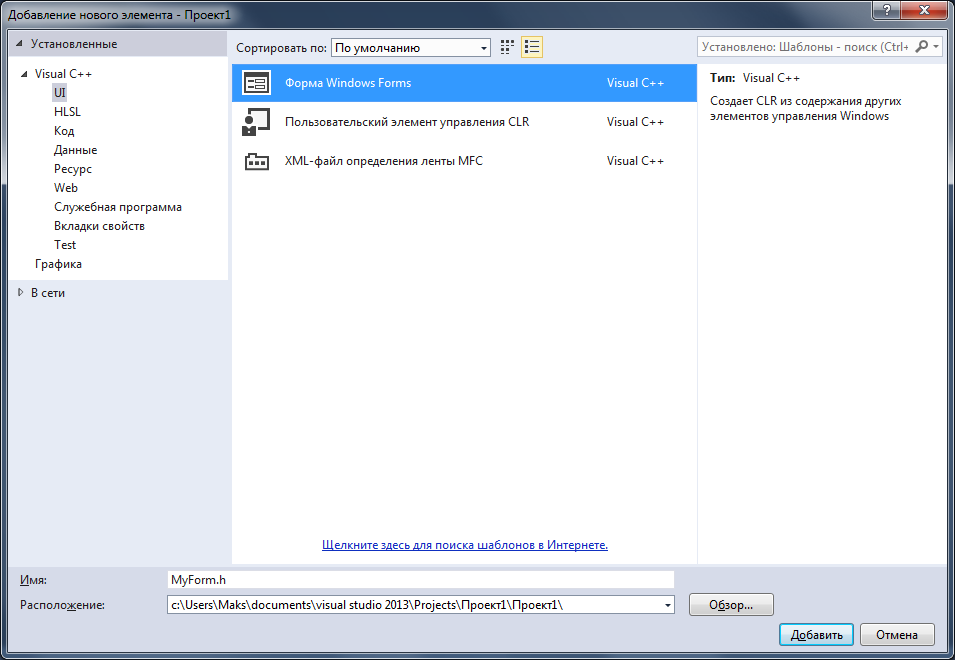 Добавление нового элемента - Проект1
?
Установленные
Visual C++
UI
HLSL
Код
Данные
Ресурс
Web
Служебная программа
Вкладки свойств
Test
Графика
В сети
Сортировать по: По умолчанию
Форма Windows Forms Visual C++
Пользовательский элемент управления CLR Visual C++
XML-файл определения ленты MFC Visual C++
Щелкните здесь для поиска шаблонов в Интернете.
Установлено: Шаблоны - поиск (Ctrl+
Тип: Visual C++
Создает CLR из содержания других
элементов управления Windows
Имя: MyForm.h
Расположение: c:\Users\Maks\documents\visual studio 2013\Projects\Проект1\Проект1\
Обзор...
Добавить Отмена